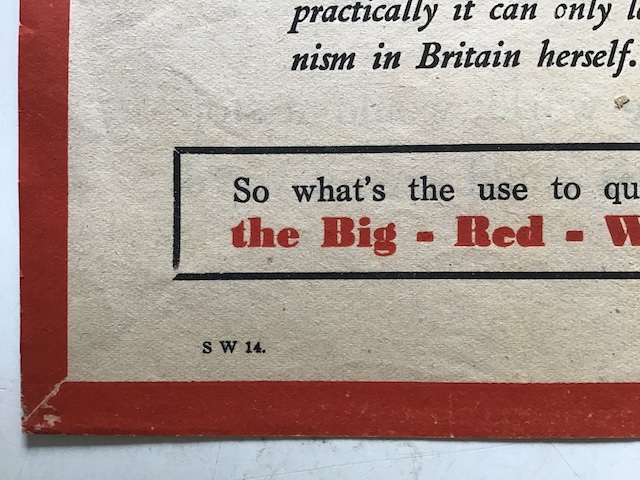 practically it can only
nism in Britain herself.
So what's the use to
the Big - Red -
S W 14.